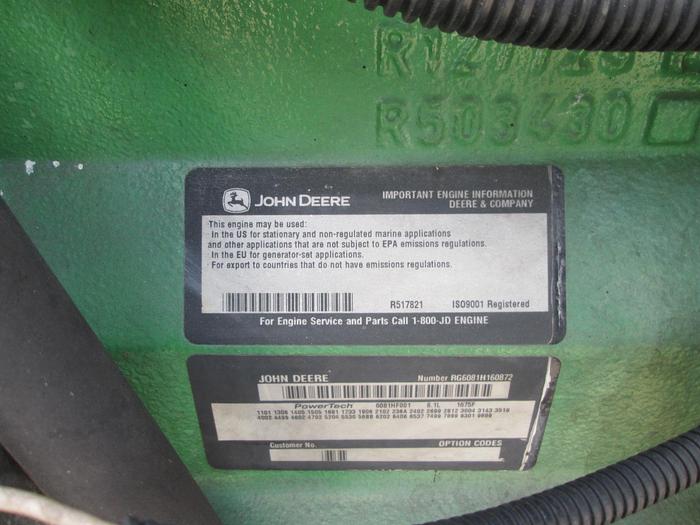 R503430
JOHN DEERE
IMPORTANT ENGINE INFORMATION
DEERE & COMPANY
This engine may be used:
· In the US for stationary and non-regulated marine applications
and other applications that are not subject to EPA emissions regulations.
· In the EU for generator-set applications.
· For export to countries that do not have emissions regulations.
R517821 ISO9001 Registered
For Engine Service and Parts Call 1-800-JD ENGINE
JOHN DEERE Number RG6081H160872
PowerTech 6081HF001 8.1L 1675F
Customer No. OPTION CODES